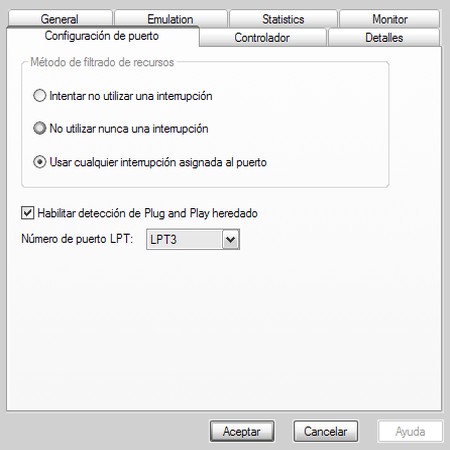 General Emulation Statistics Monitor
Configuración de puerto Controlador Detalles
Método de filtrado de recursos
Intentar no utilizar una interrupción
No utilizar nunca una interrupción
Usar cualquier interrupción asignada al puerto
Habilitar detección de Plug and Play heredado
Número de puerto LPT: LPT3
Aceptar Cancelar Ayuda